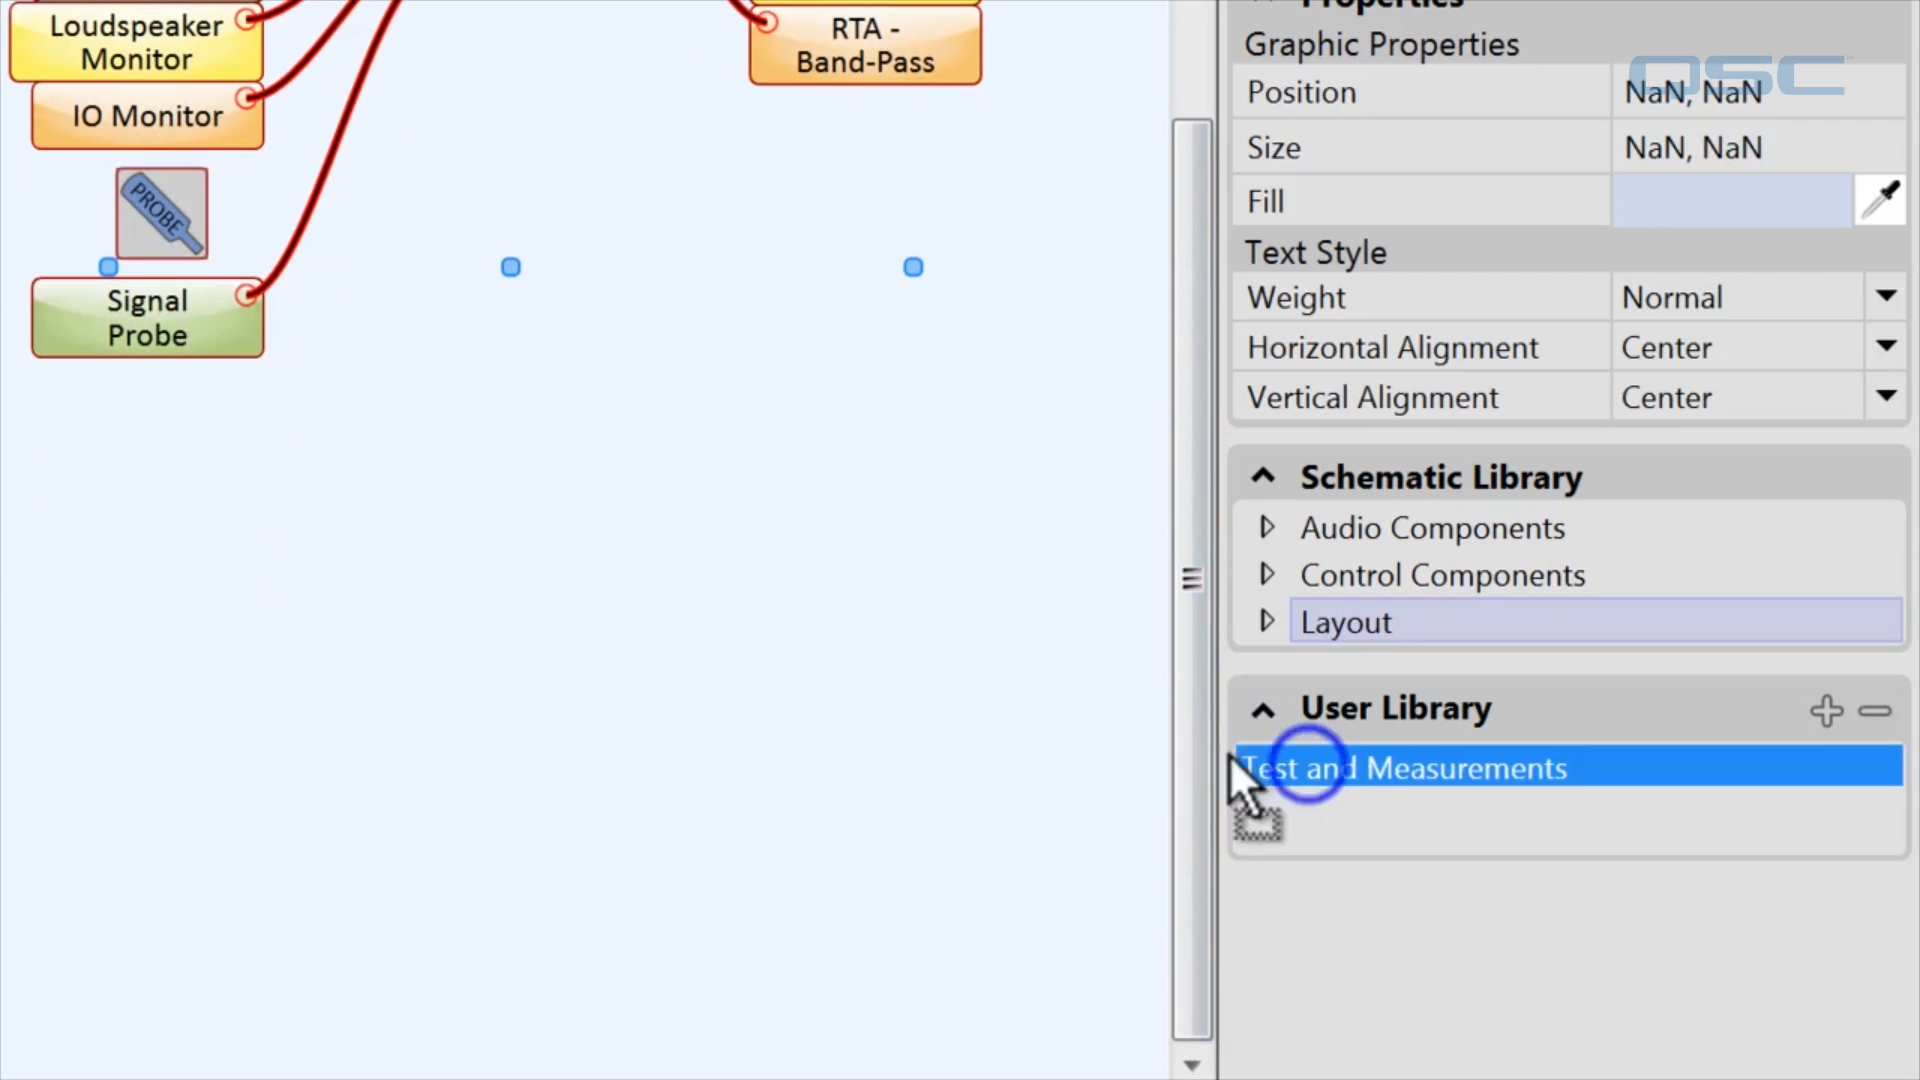 Loudspeaker
Monitor
IO Monitor
PROBE
Signal
Probe
RTA -
Band-Pass
Properties
Graphic Properties
QSC
Position NaN, NaN
Size NaN, NaN
Fill
Text Style
Weight Normal
Horizontal Alignment Center
Vertical Alignment Center
Schematic Library
Audio Components
Control Components
Layout
User Library
Test and Measurements